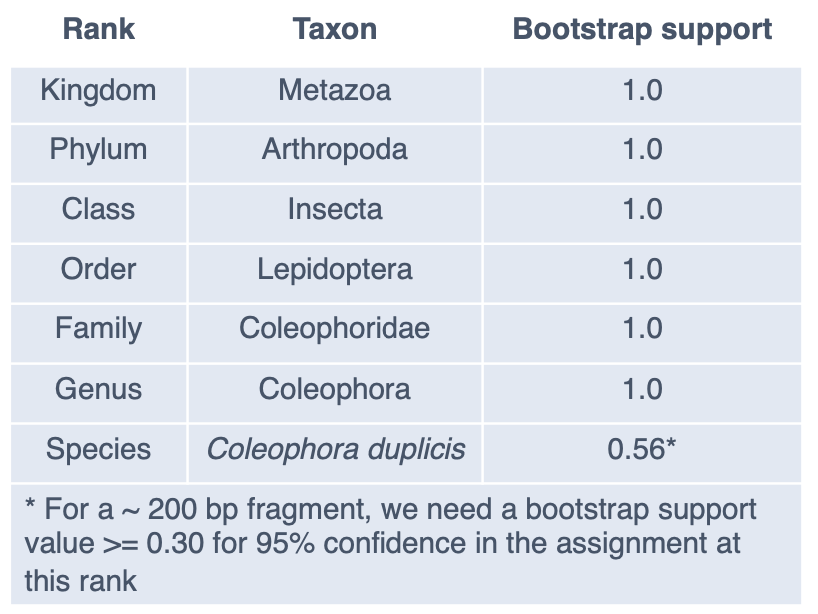 Rank Taxon Bootstrap support
Kingdom Metazoa 1.0
Phylum Arthropoda 1.0
Class Insecta 1.0
Order Lepidoptera 1.0
Family Coleophoridae 1.0
Genus Coleophora 1.0
Species Coleophora duplicis 0.56*
* For a ~ 200 bp fragment, we need a bootstrap support
value >= 0.30 for 95% confidence in the assignment at
this rank